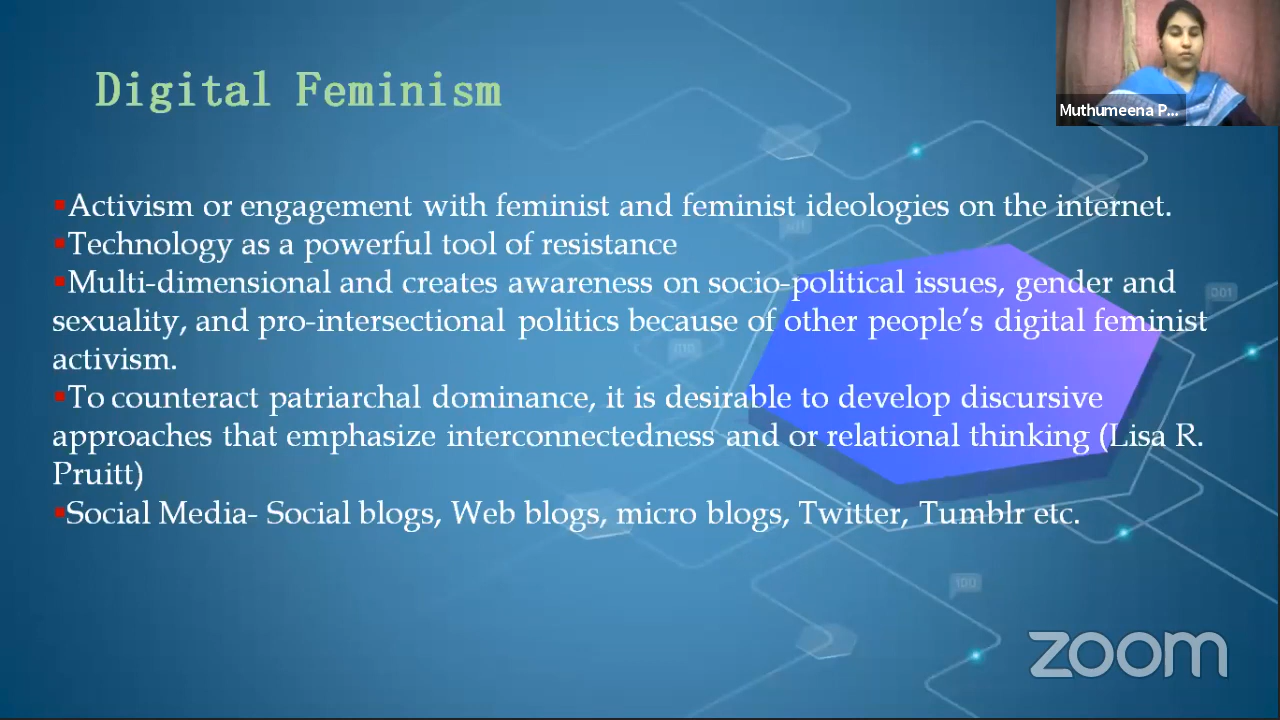 Digital Feminism
Muthumeena P...
▪Activism or engagement with feminist and feminist ideologies on the internet.
▪Technology as a powerful tool of resistance
▪Multi-dimensional and creates awareness on socio-political issues, gender and
sexuality, and pro-intersectional politics because of other people’s digital feminist
activism.
▪To counteract patriarchal dominance, it is desirable to develop discursive
approaches that emphasize interconnectedness and or relational thinking (Lisa R.
Pruitt)
▪Social Media- Social blogs, Web blogs, micro blogs, Twitter, Tumblr etc.
001
010
100
zoom